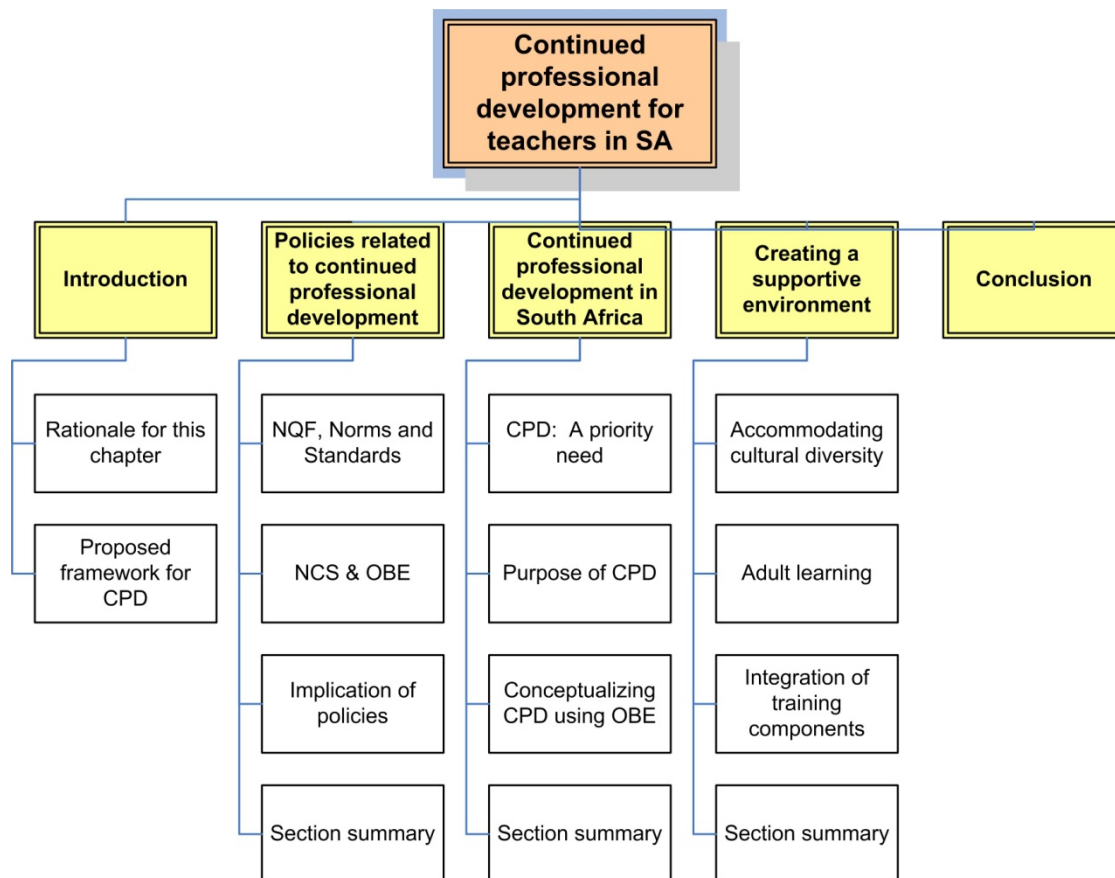 Continued
professional
development for
teachers in SA
Introduction
Policies related
to continued
professional
development
Continued
professional
development in
South Africa
Creating a
supportive
environment
Conclusion
Rationale for this
chapter
Proposed
framework for
CPD
NQF, Norms and
Standards
NCS & OBE
Implication of
policies
Section summary
CPD:  A priority
need
Purpose of CPD
Conceptualizing
CPD using OBE
Section summary
Accommodating
cultural diversity
Adult learning
Integration of
training
components
Section summary